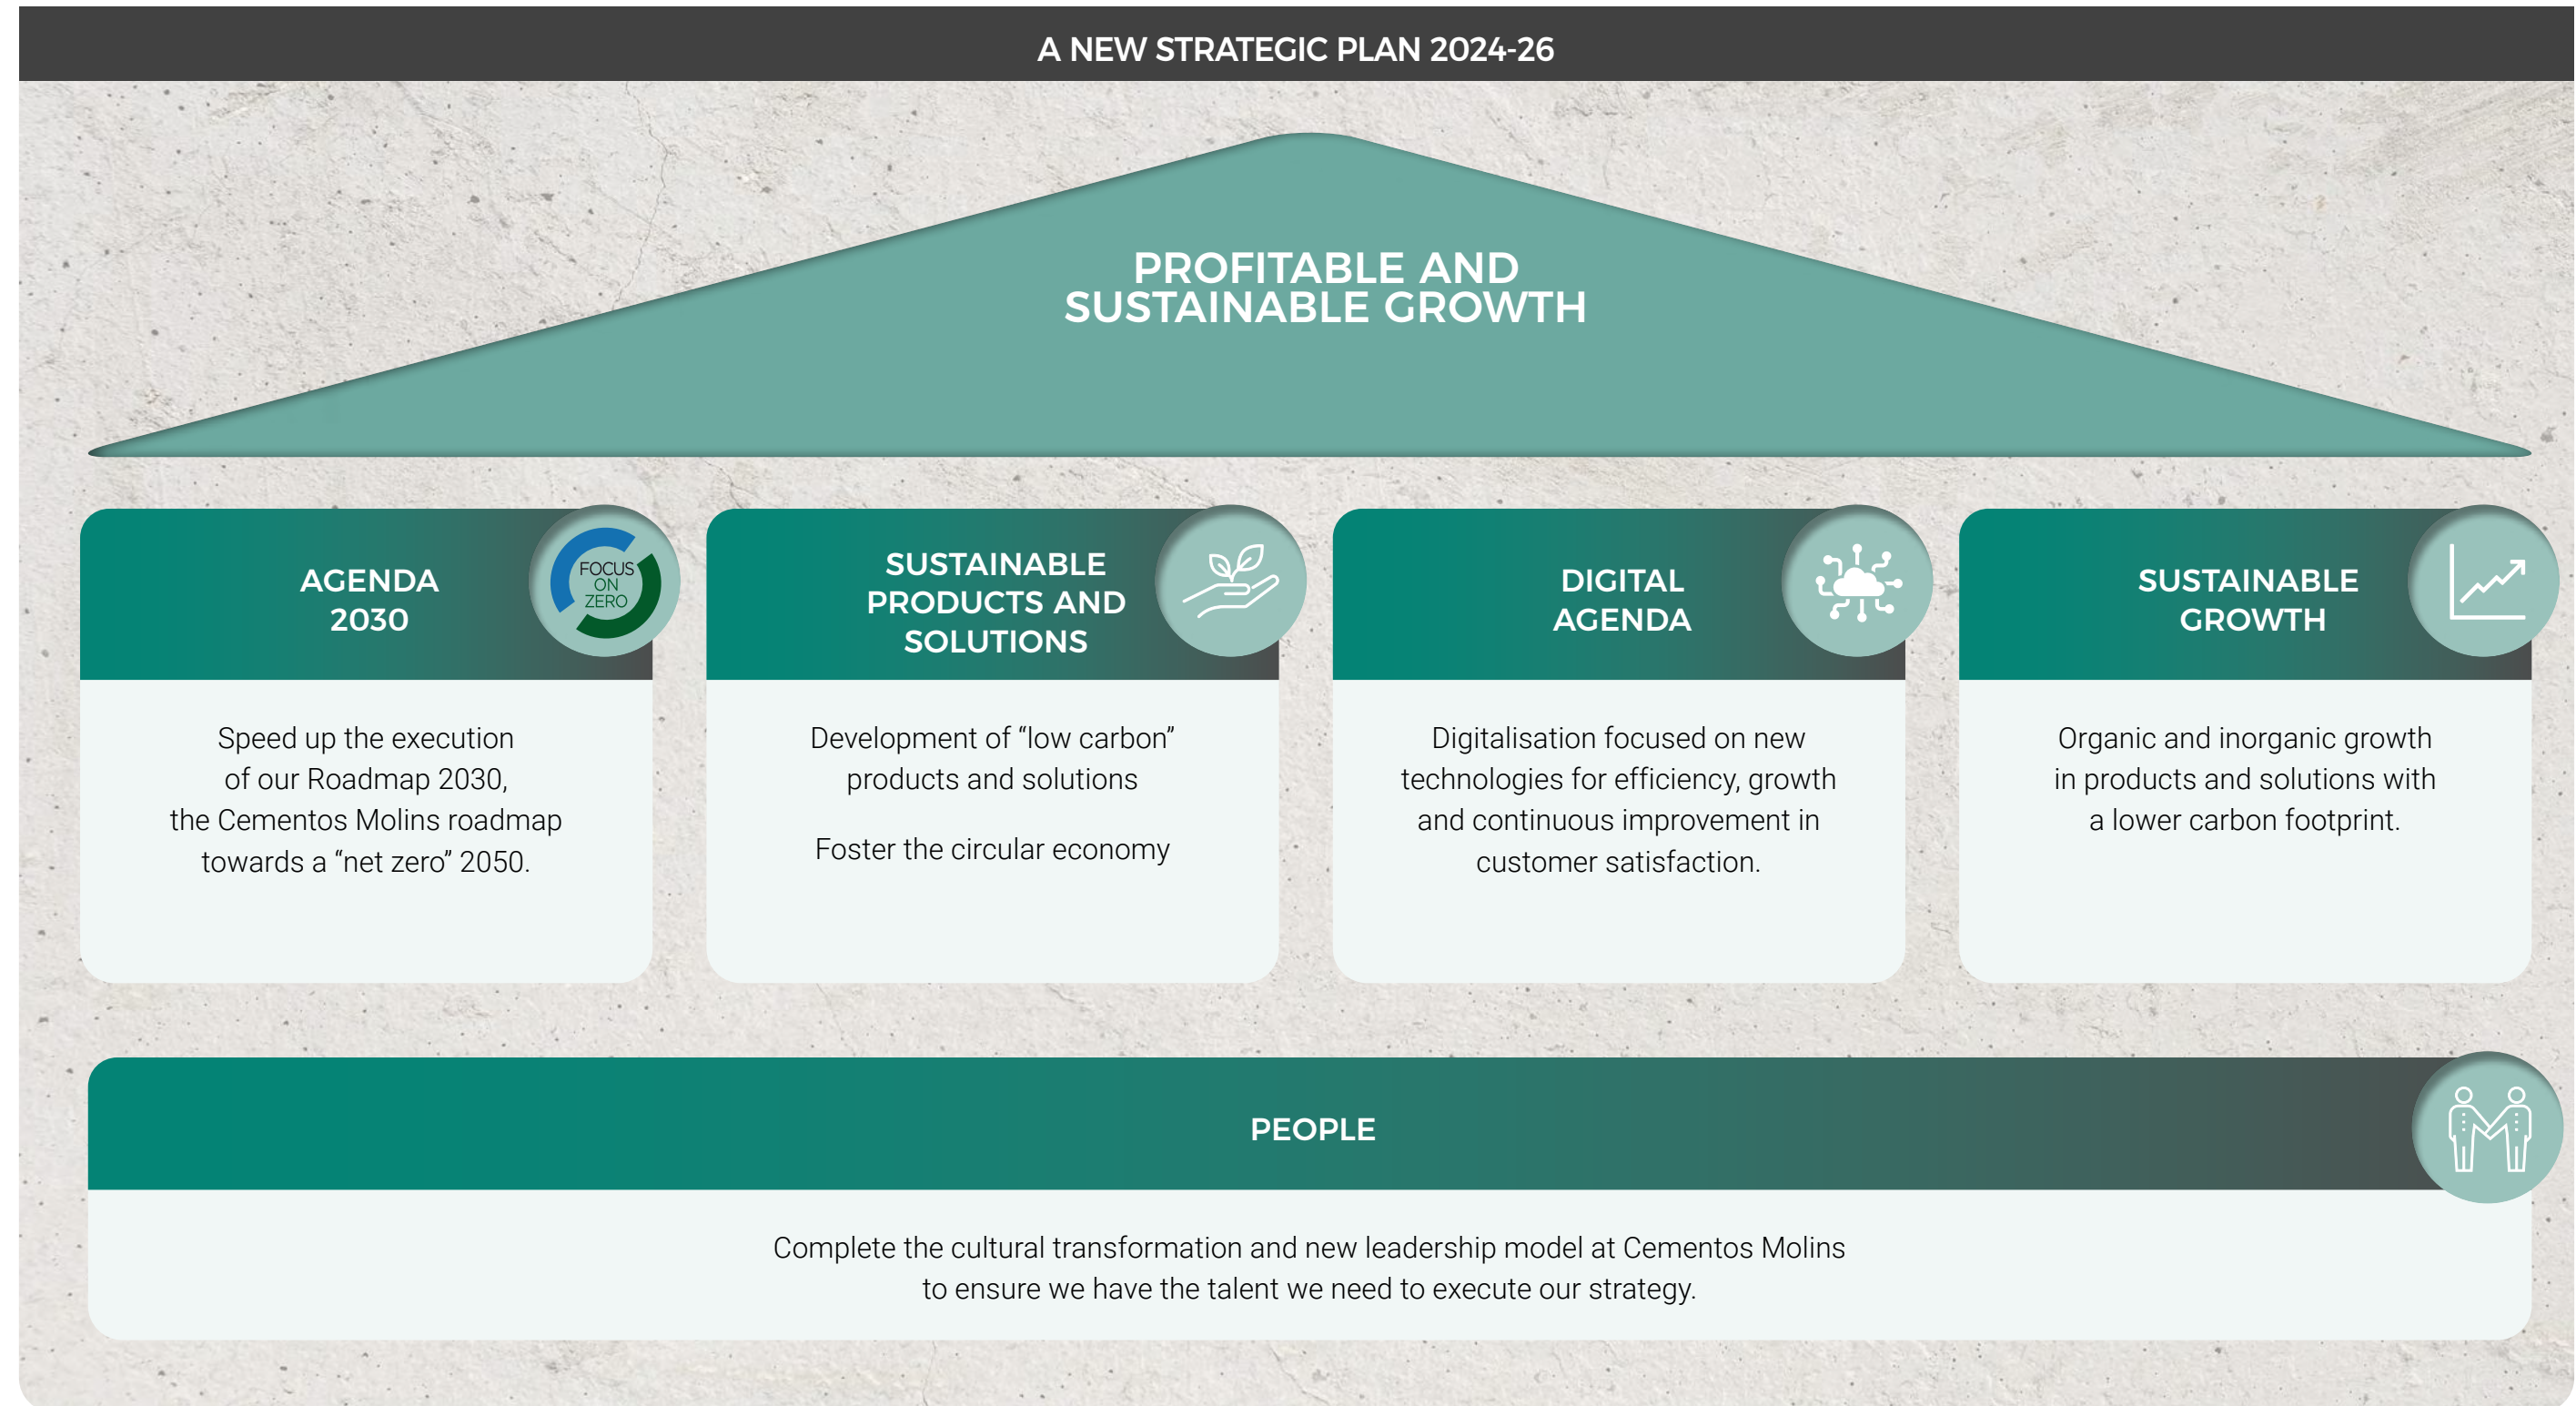 A NEW STRATEGIC PLAN 2024-26
PROFITABLE AND
SUSTAINABLE GROWTH
AGENDA
2030
FOCUS
ON
ZERO
Speed up the execution
of our Roadmap 2030,
the Cementos Molins roadmap
towards a “net zero” 2050.
SUSTAINABLE
PRODUCTS AND
SOLUTIONS
Development of “low carbon”
products and solutions
Foster the circular economy
DIGITAL
AGENDA
Digitalisation focused on new
technologies for efficiency, growth
and continuous improvement in
customer satisfaction.
SUSTAINABLE
GROWTH
Organic and inorganic growth
in products and solutions with
a lower carbon footprint.
PEOPLE
Complete the cultural transformation and new leadership model at Cementos Molins
to ensure we have the talent we need to execute our strategy.